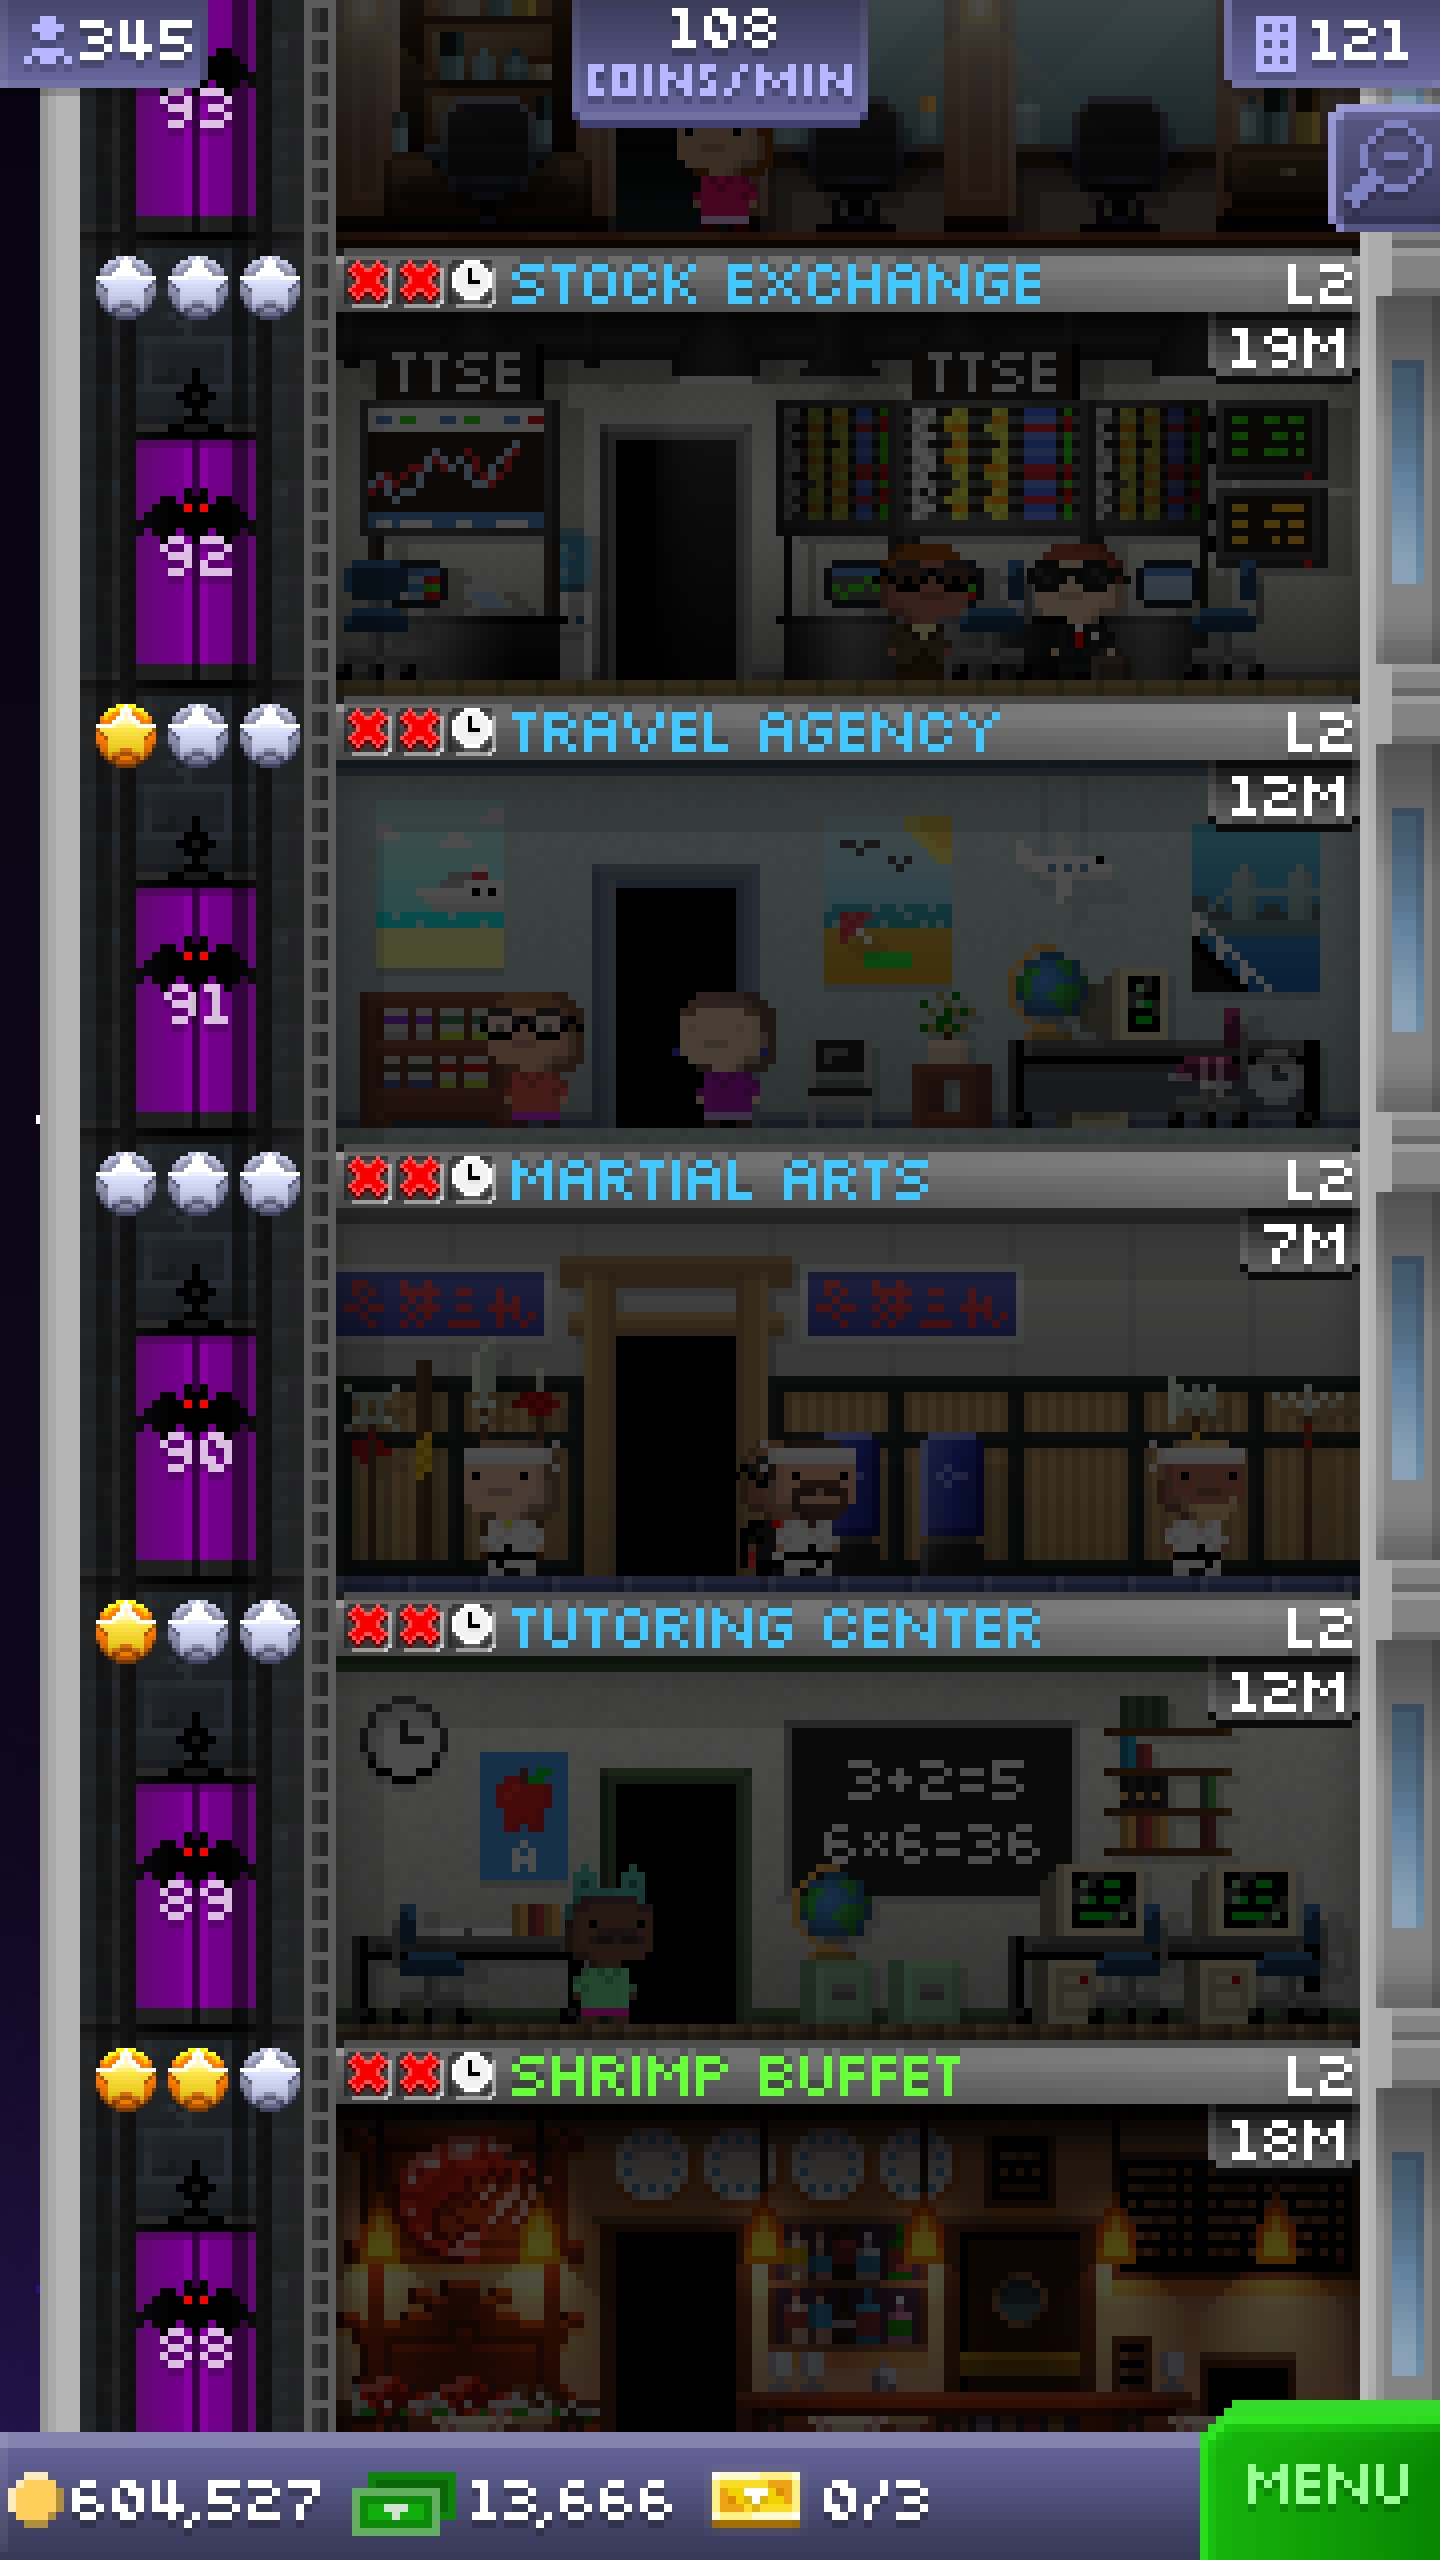 345
108
COINS/MIN
121
93
STOCK EXCHANGE L2
19M
TTSE TTSE
92
TRAVEL AGENCY L2
12M
91
MARTIAL ARTS L2
7M
90
TUTORING CENTER L2
12M
3+2=5
6×6=36
A
89
SHRIMP BUFFET L2
18M
88
604,527 13,666 0/3
MENU